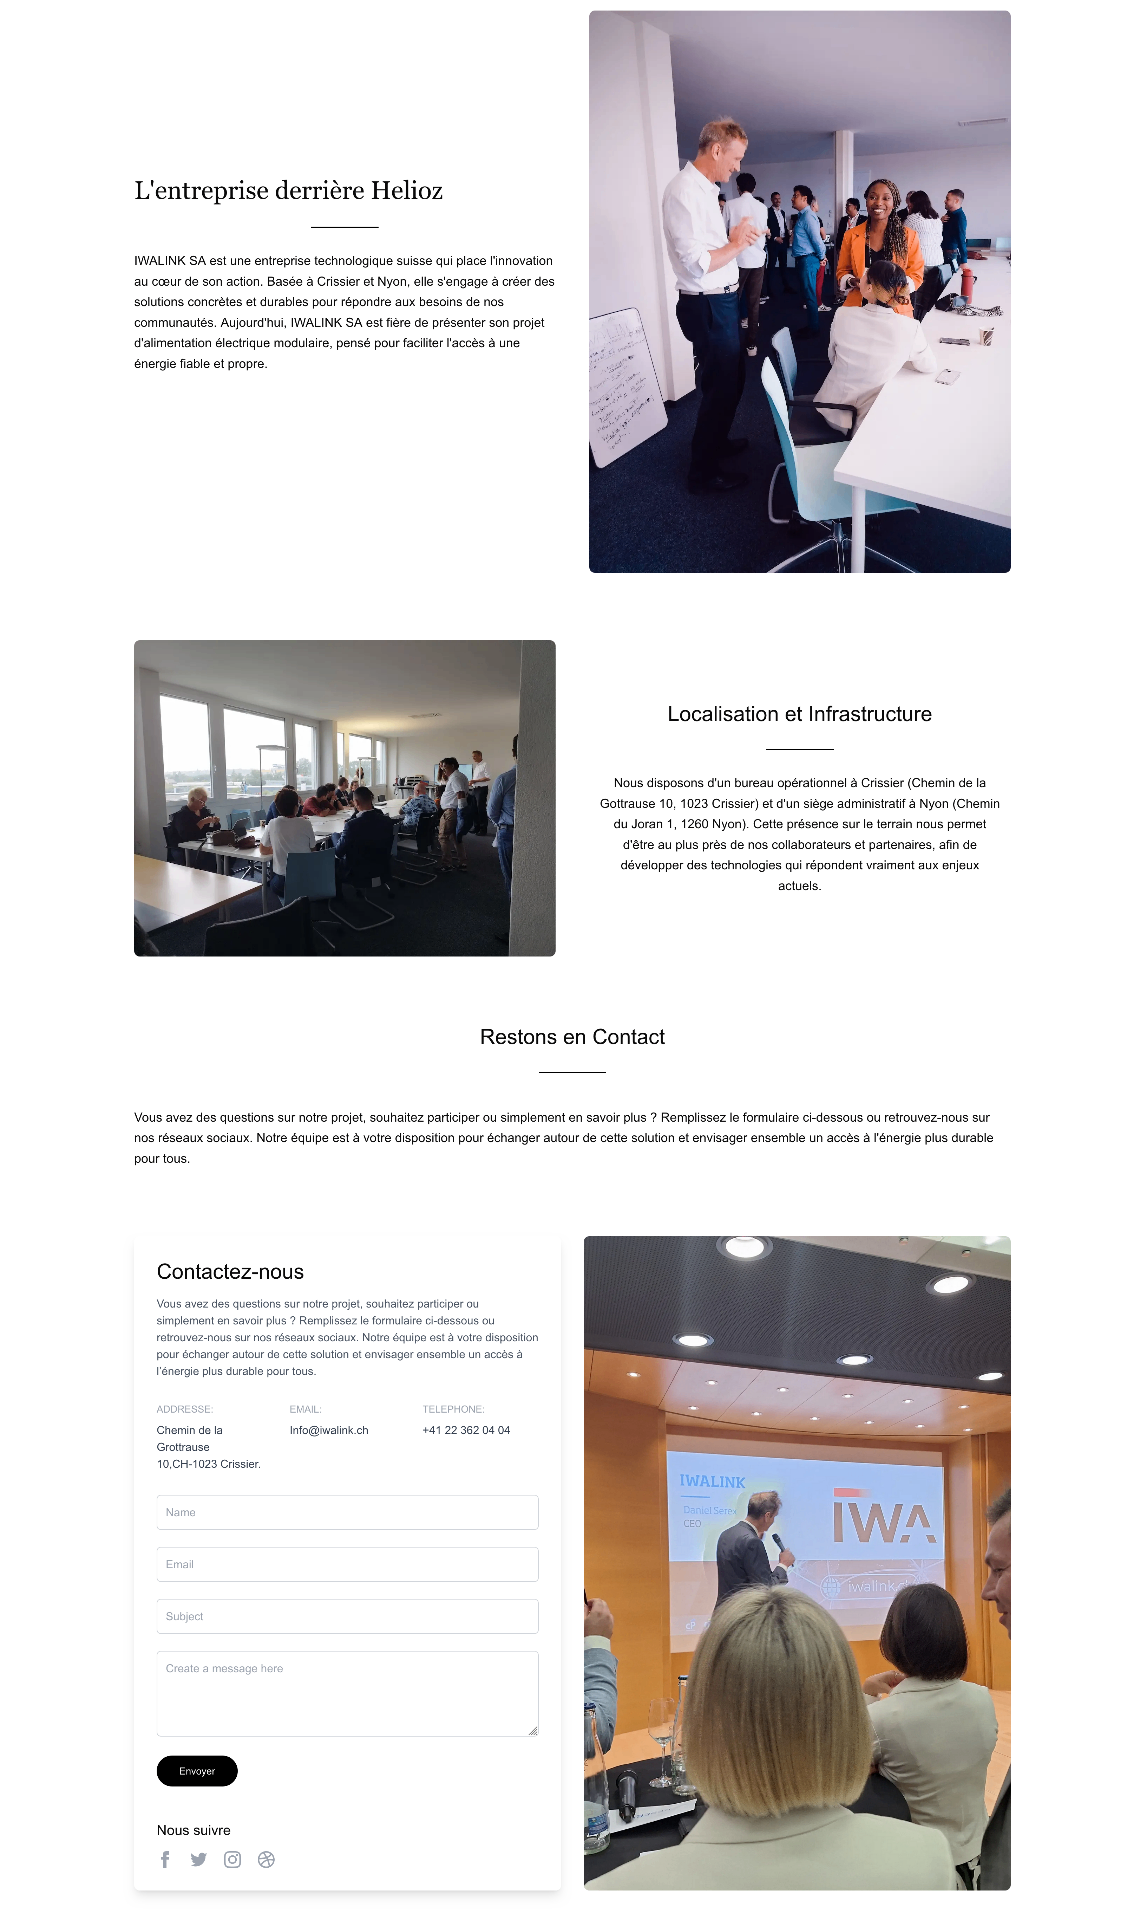 L'entreprise derrière Helioz
IWALINK SA est une entreprise technologique suisse qui place l'innovation
au cœur de son action. Basée à Crissier et Nyon, elle s'engage à créer des
solutions concrètes et durables pour répondre aux besoins de nos
communautés. Aujourd'hui, IWALINK SA est fière de présenter son projet
d'alimentation électrique modulaire, pensé pour faciliter l'accès à une
énergie fiable et propre.
Localisation et Infrastructure
Nous disposons d'un bureau opérationnel à Crissier (Chemin de la
Gottrause 10, 1023 Crissier) et d'un siège administratif à Nyon (Chemin
du Joran 1, 1260 Nyon). Cette présence sur le terrain nous permet
d'être au plus près de nos collaborateurs et partenaires, afin de
développer des technologies qui répondent vraiment aux enjeux
actuels.
Restons en Contact
Vous avez des questions sur notre projet, souhaitez participer ou simplement en savoir plus ? Remplissez le formulaire ci-dessous ou retrouvez-nous sur
nos réseaux sociaux. Notre équipe est à votre disposition pour échanger autour de cette solution et envisager ensemble un accès à l'énergie plus durable
pour tous.
Contactez-nous
Vous avez des questions sur notre projet, souhaitez participer ou
simplement en savoir plus ? Remplissez le formulaire ci-dessous ou
retrouvez-nous sur nos réseaux sociaux. Notre équipe est à votre disposition
pour échanger autour de cette solution et envisager ensemble un accès à
l'énergie plus durable pour tous.
ADDRESSE:
Chemin de la
Grottrause
10,CH-1023 Crissier.
EMAIL:
Info@iwalink.ch
TELEPHONE:
+41 22 362 04 04
Name
Email
Subject
Create a message here
Envoyer
Nous suivre
IWALINK
Daniel
CEO
IWA